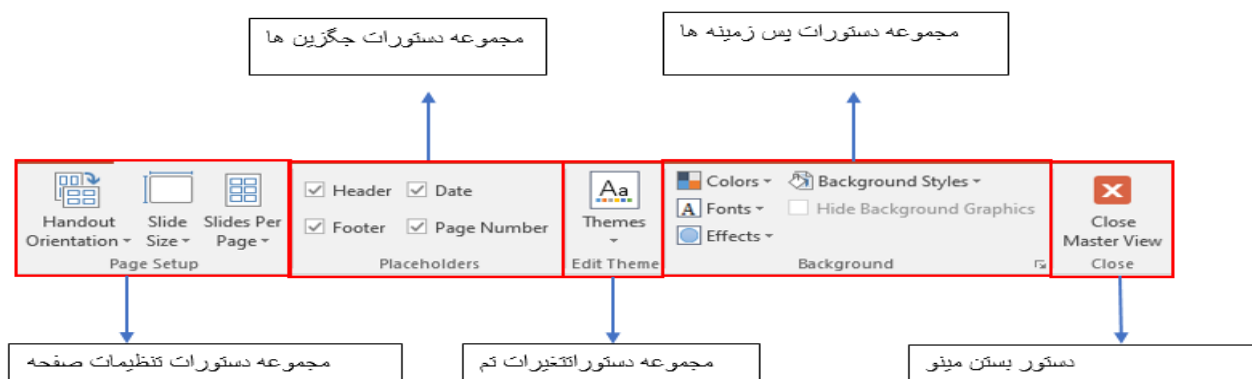 مجموعه دستورات جگزین ها
مجموعه دستورات پس زمینه ها
Handout Orientation
Slide Size
Slides Per Page
Page Setup
Header
Date
Footer
Page Number
Placeholders
Aa
Themes
Edit Theme
Colors
Background Styles
A Fonts
Hide Background Graphics
Effects
Background
Close Master View
Close
مجموعه دستورات تنظیمات صفحه
مجموعه دستوراتتغیرات تم
دستور بستن مینو